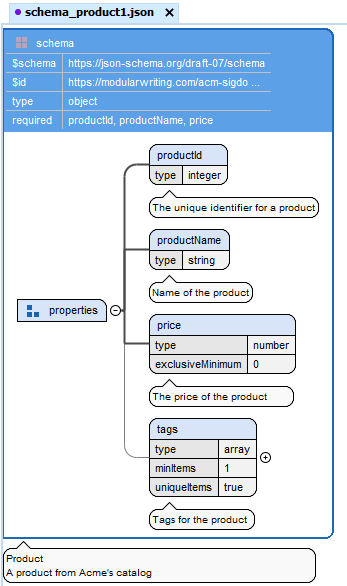 schema_product1.json
schema
$schema https://json-schema.org/draft-07/schema
$id https://modularwriting.com/acm-sigdo ...
type object
required productId, productName, price
productId
type integer
The unique identifier for a product
productName
type string
Name of the product
properties
price
type number
exclusiveMinimum 0
The price of the product
tags
type array
minItems 1
uniqueItems true
Tags for the product
Product
A product from Acme's catalog